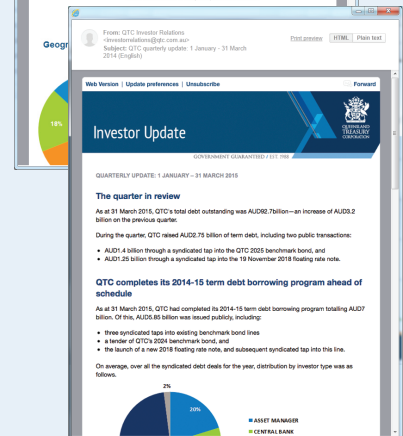 Geogr
18%
From: QTC Investor Relations
<investorrelations@qtc.com.au>
Subject: QTC quarterly update: 1 January - 31 March
2014 (English)
Print preview
HTML
Plain text
Web Version | Update preferences | Unsubscribe
Forward
Investor Update
QUEENSLAND
TREASURY
CORPORATION
GOVERNMENT GUARANTEED / EST. 1988
QUARTERLY UPDATE: 1 JANUARY – 31 MARCH 2015
The quarter in review
As at 31 March 2015, QTC's total debt outstanding was AUD92.7billion—an increase of AUD3.2
billion on the previous quarter.
During the quarter, QTC raised AUD2.75 billion of term debt, including two public transactions:
• AUD1.4 billion through a syndicated tap into the QTC 2025 benchmark bond, and
• AUD1.25 billion through a syndicated tap into the 19 November 2018 floating rate note.
QTC completes its 2014-15 term debt borrowing program ahead of
schedule
As at 31 March 2015, QTC had completed its 2014-15 term debt borrowing program totalling AUD7
billion. Of this, AUD5.85 billion was issued publicly, including:
• three syndicated taps into existing benchmark bond lines
• a tender of QTC's 2024 benchmark bond, and
• the launch of a new 2018 floating rate note, and subsequent syndicated tap into this line.
On average, over all the syndicated debt deals for the year, distribution by investor type was as
follows.
2%
20%
ASSET MANAGER
CENTRAL BANK